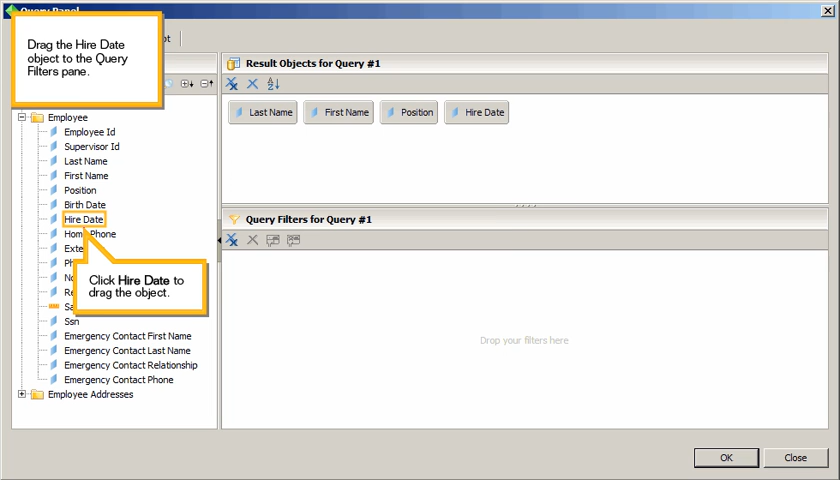 Query Panel
Drag the Hire Date
object to the Query
Filters pane.
Result Objects for Query #1
Last Name
First Name
Position
Hire Date
Employee
Employee Id
Supervisor Id
Last Name
First Name
Position
Birth Date
Hire Date
Home Phone
Exte
Ph
No
Re
Sa
Ssn
Emergency Contact First Name
Emergency Contact Last Name
Emergency Contact Relationship
Emergency Contact Phone
Employee Addresses
Click Hire Date to
drag the object.
Query Filters for Query #1
Drop your filters here
OK
Close